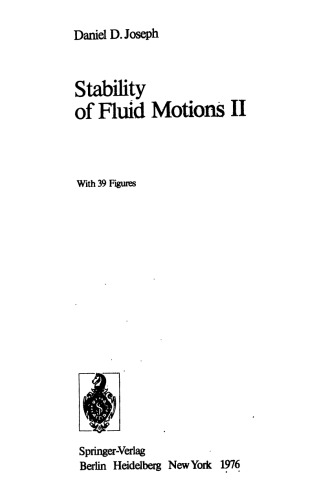 Daniel D. Joseph
Stability
of Fluid Motions II
With 39 Figures
Springer-Verlag
Berlin Heidelberg New York 1976